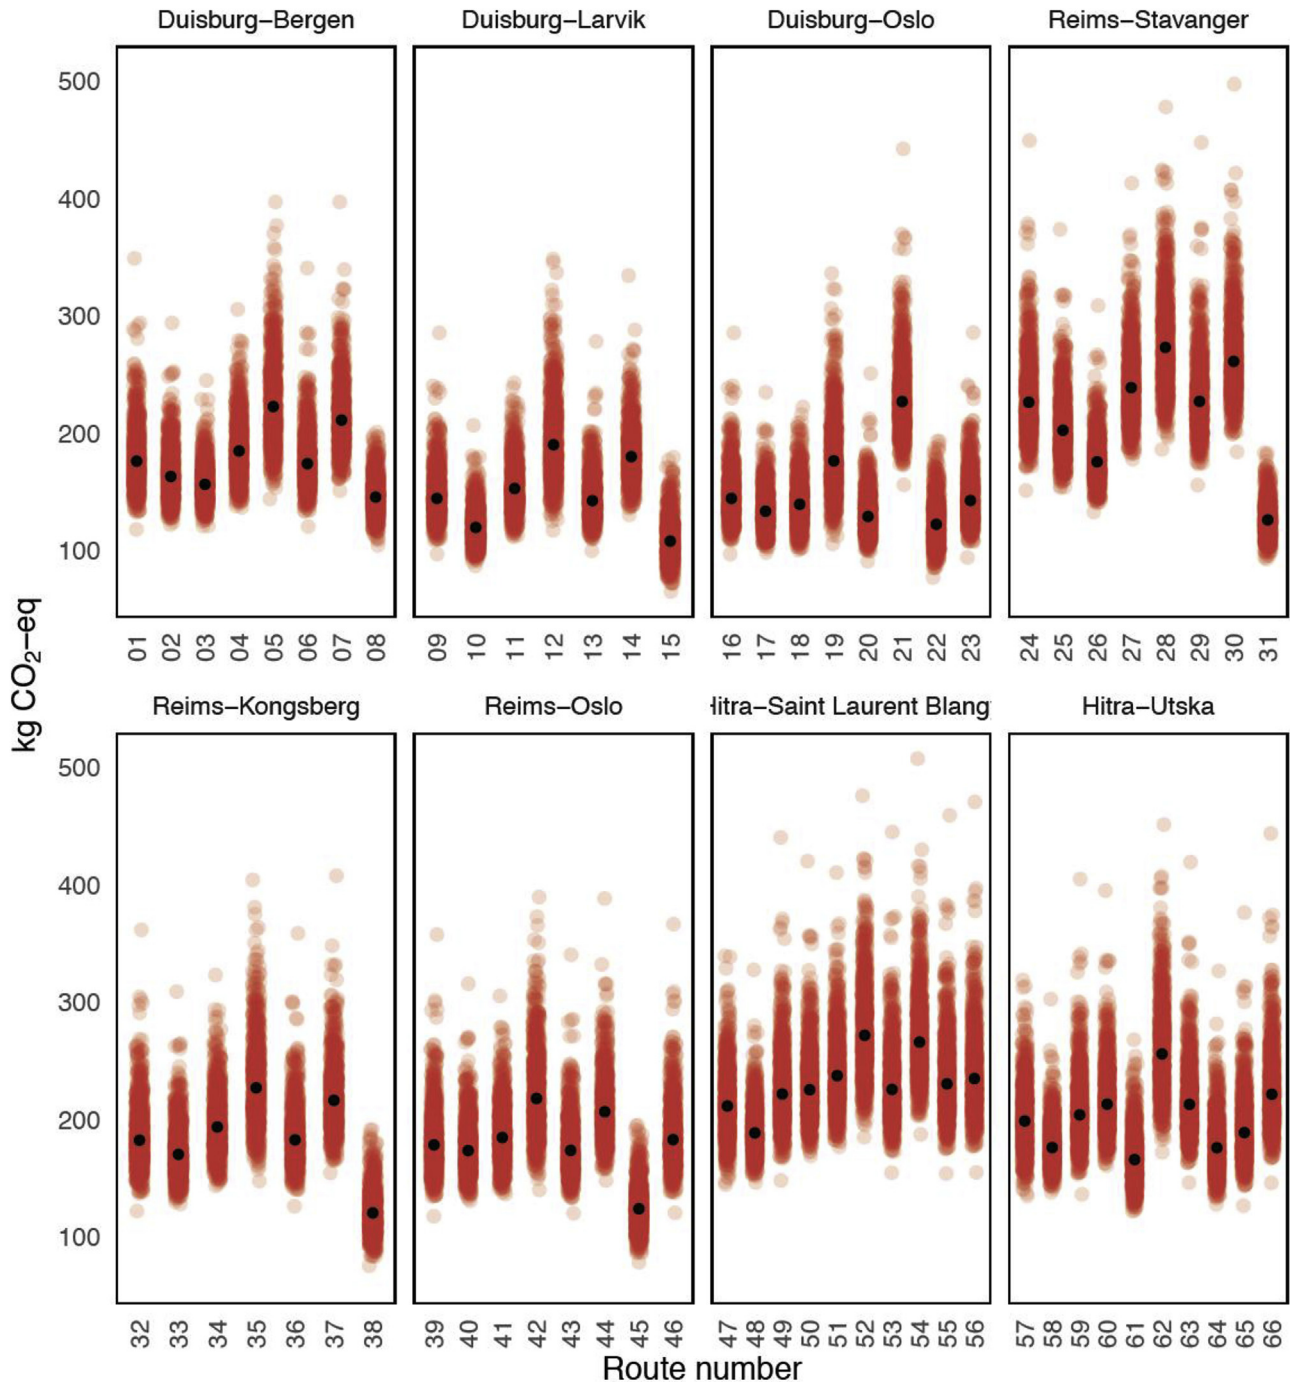 Duisburg–Bergen Duisburg–Larvik Duisburg–Oslo Reims–Stavanger
500
400
300
200
100
01 02 03 04 05 06 07 08 09 10 11 12 13 14 15 16 17 18 19 20 21 22 23 24 25 26 27 28 29 30 31
kg CO₂–eq
Reims–Kongsberg Reims–Oslo Hitra–Saint Laurent Blang Hitra–Utska
500
400
300
200
100
32 33 34 35 36 37 38 39 40 41 42 43 44 45 46 47 48 49 50 51 52 53 54 55 56 57 58 59 60 61 62 63 64 65 66
Route number